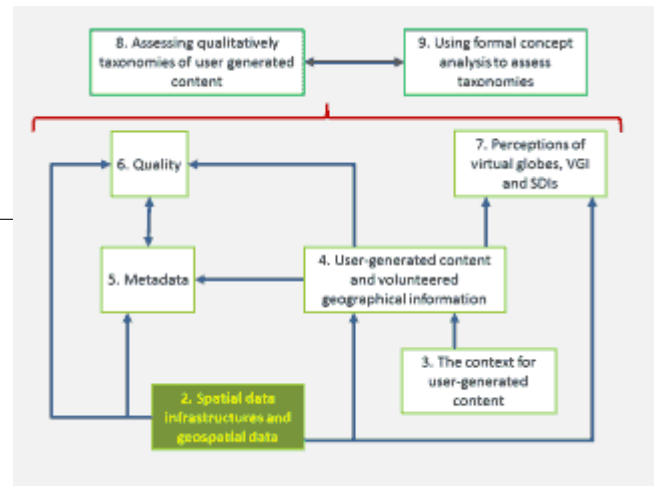 8. Assessing qualitatively
taxonomies of user generated
content
9. Using formal concept
analysis to assess
taxonomies
6. Quality
7. Perceptions of
virtual globes, VGI
and SDIs
5. Metadata
4. User-generated content
and volunteered
geographical information
3. The context for
user-generated
content
2. Spatial data
infrastructures and
geospatial data